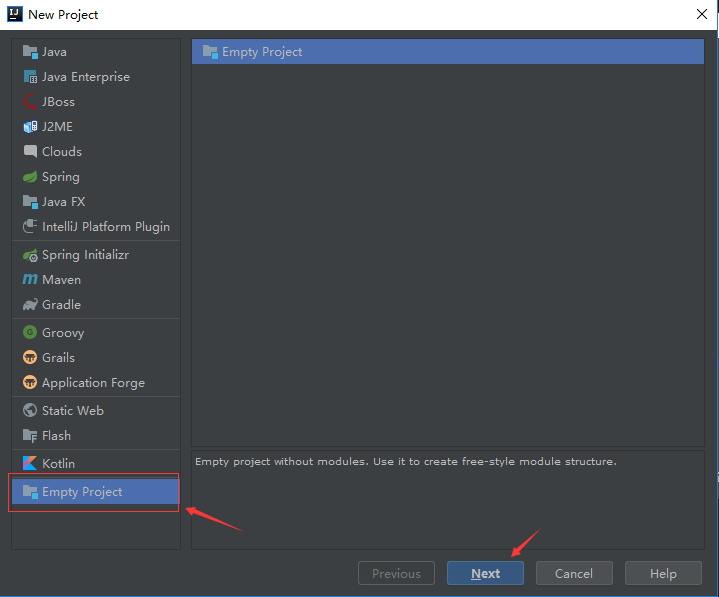 New Project
Java
Java Enterprise
JBoss
J2ME
Clouds
Spring
Java FX
IntelliJ Platform Plugin
Spring Initializr
Maven
Gradle
Groovy
Grails
Application Forge
Static Web
Flash
Kotlin
Empty Project
Empty Project
Empty project without modules. Use it to create free-style module structure.
Previous
Next
Cancel
Help